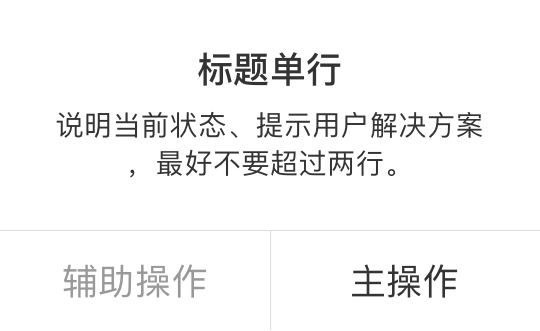 标题单行
说明当前状态、提示用户解决方案
，最好不要超过两行。
辅助操作
主操作